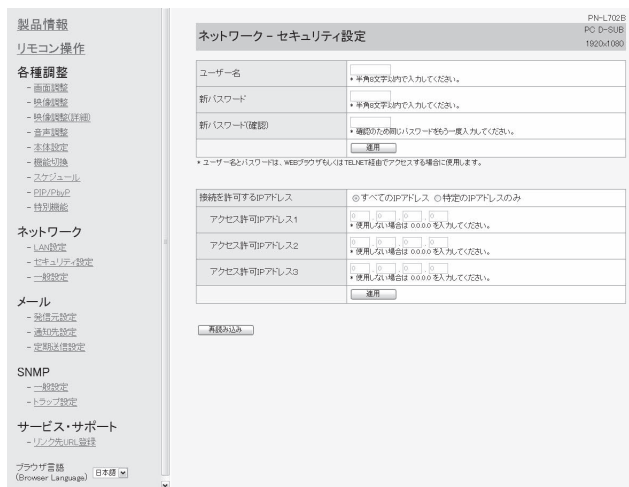 製品情報
リモコン操作
各種調整
- 画面調整
- 映像調整
- 映像調整(詳細)
- 音声調整
- 本体設定
- 機能切換
- スケジュール
- PIP/PbyP
- 特別機能
ネットワーク
- LAN設定
- セキュリティ設定
- 一般設定
メール
- 発信元設定
- 通知先設定
- 定期送信設定
SNMP
- 一般設定
- トラップ設定
サービス・サポート
- リンク先URL登録
ブラウザ言語
(Browser Language) 日本語
PN-L702B
ネットワーク - セキュリティ設定
PC D-SUB
1920x1080
ユーザー名
* 半角8文字以内で入力してください。
新パスワード
* 半角8文字以内で入力してください。
新パスワード(確認)
* 確認のため同じパスワードをもう一度入力してください。
適用
* ユーザー名とパスワードは、WEBブラウザもしくはTELNET経由でアクセスする場合に使用します。
接続を許可するIPアドレス ◎すべてのIPアドレス ○特定のIPアドレスのみ
アクセス許可IPアドレス1 0 . 0 . 0 . 0
* 使用しない場合は 0.0.0.0 を入力してください。
アクセス許可IPアドレス2 0 . 0 . 0 . 0
* 使用しない場合は 0.0.0.0 を入力してください。
アクセス許可IPアドレス3 0 . 0 . 0 . 0
* 使用しない場合は 0.0.0.0 を入力してください。
適用
再読み込み